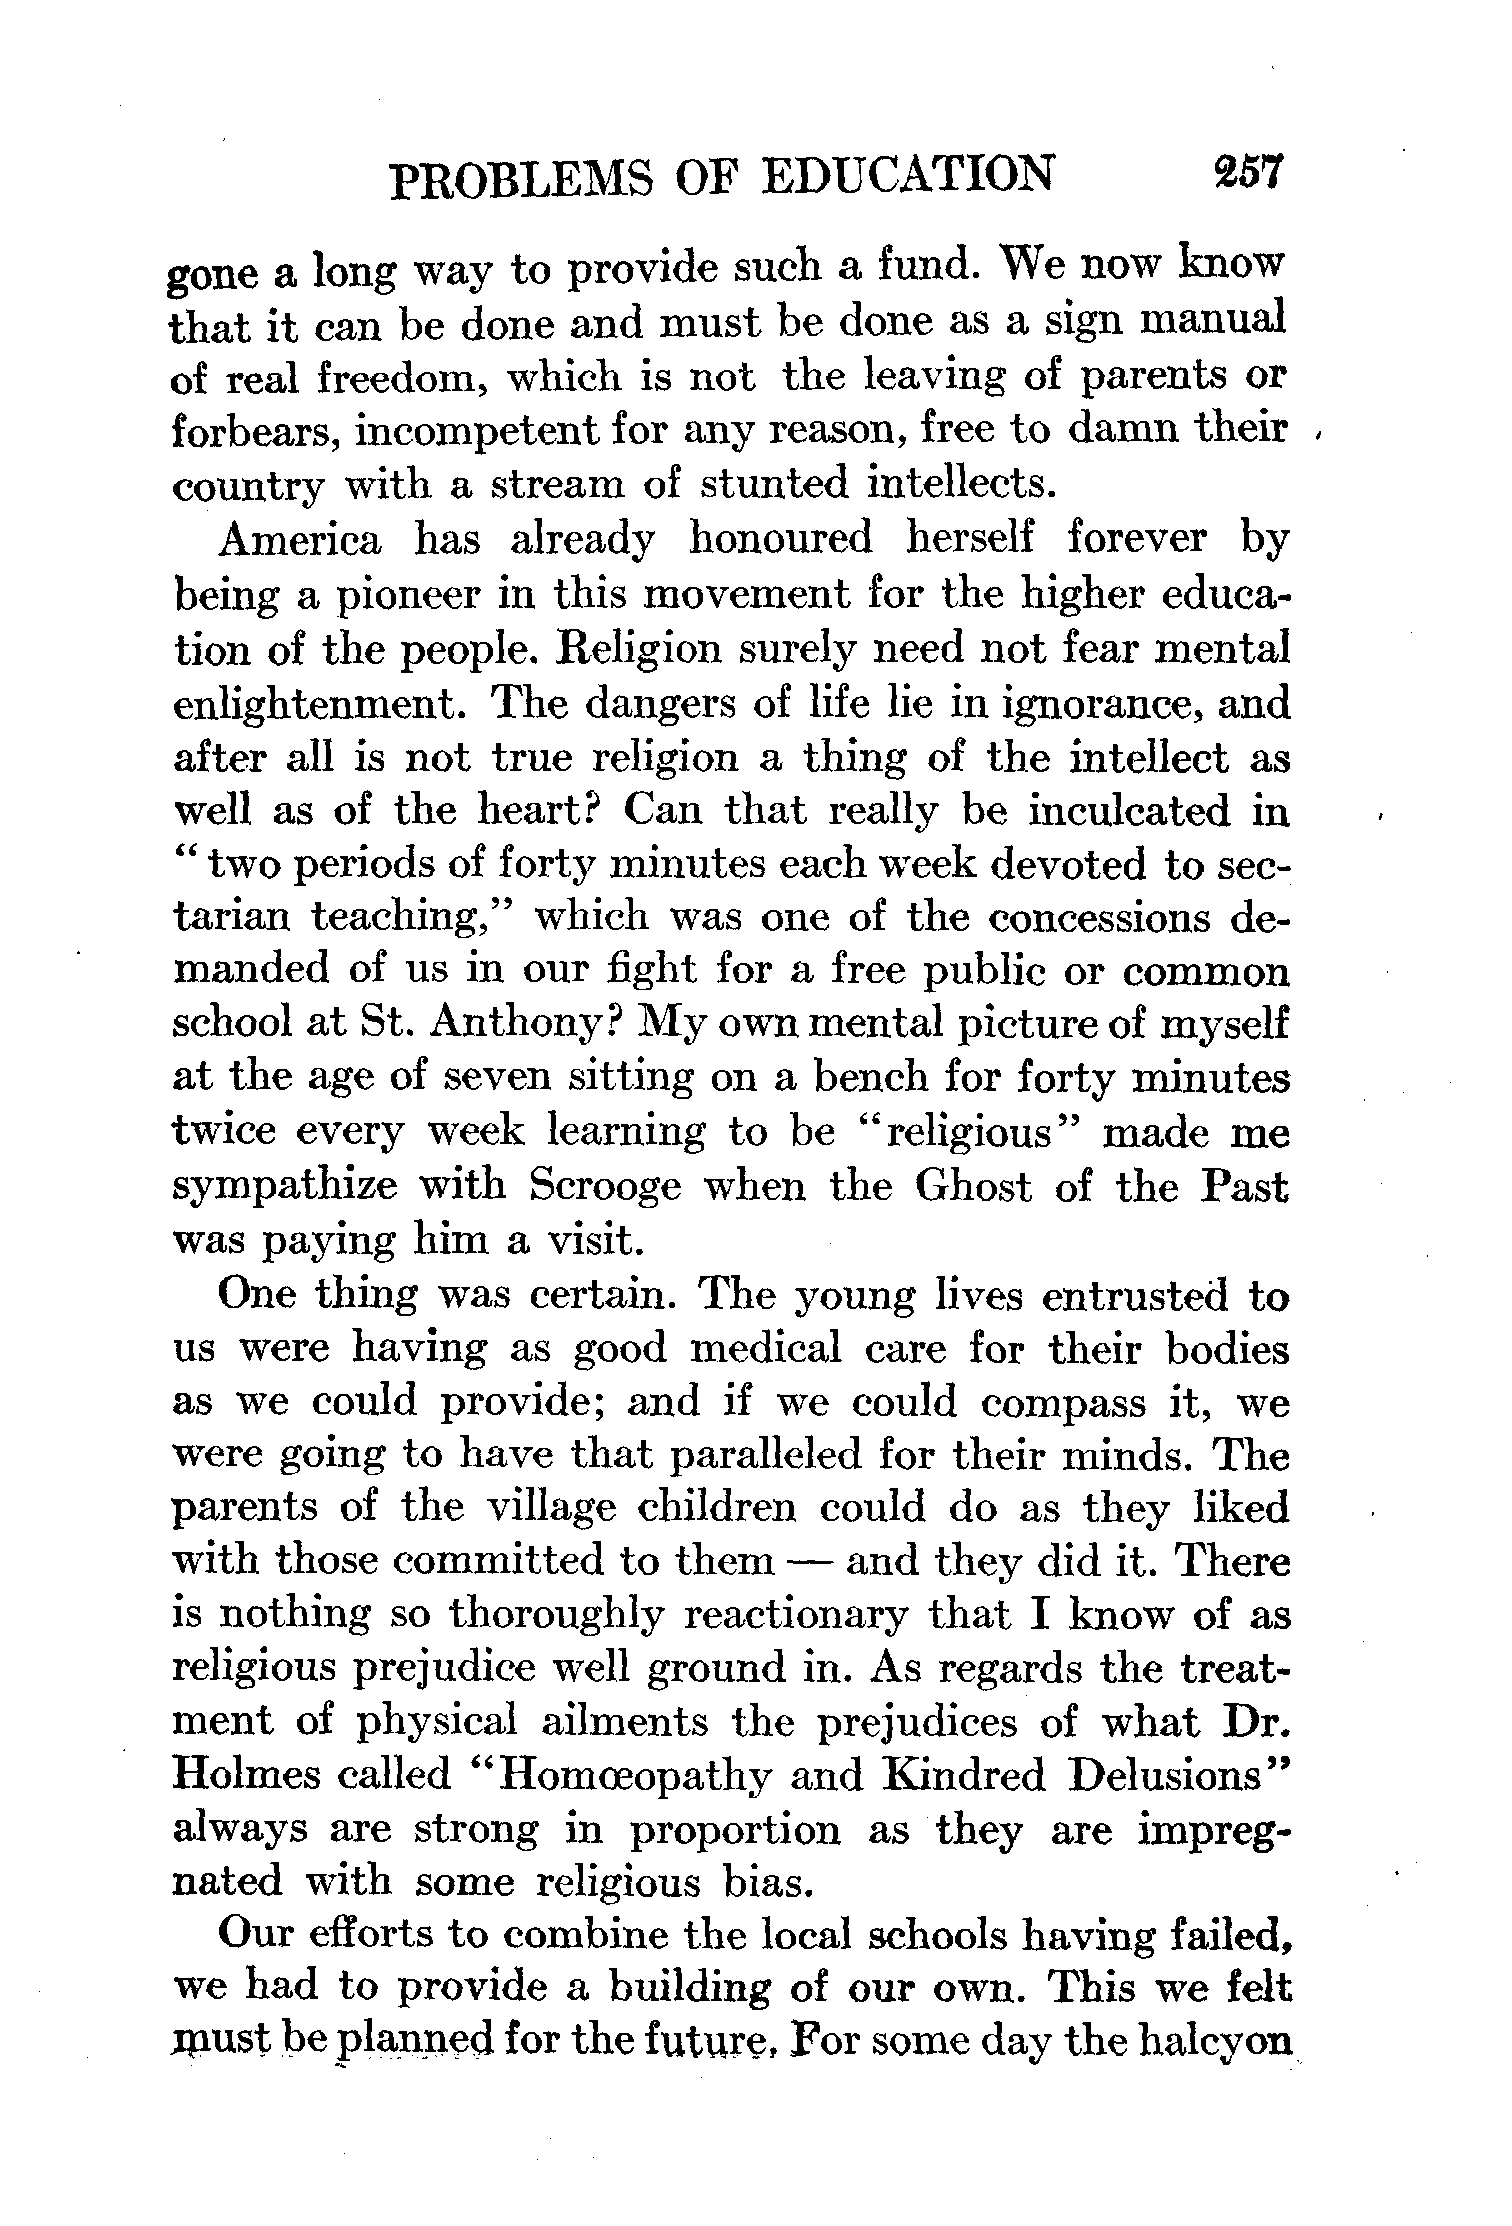 PROBLEMS OF EDUCATION 257
gone a long way to provide such a fund. We now know
that it can be done and must be done as a sign manual
of real freedom, which is not the leaving of parents or
forbears, incompetent for any reason, free to damn their
country with a stream of stunted intellects.
America has already honoured herself forever by
being a pioneer in this movement for the higher educa-
tion of the people. Religion surely need not fear mental
enlightenment. The dangers of life lie in ignorance, and
after all is not true religion a thing of the intellect as
well as of the heart? Can that really be inculcated in
“two periods of forty minutes each week devoted to sec-
tarian teaching,” which was one of the concessions de-
manded of us in our fight for a free public or common
school at St. Anthony? My own mental picture of myself
at the age of seven sitting on a bench for forty minutes
twice every week learning to be “religious” made me
sympathize with Scrooge when the Ghost of the Past
was paying him a visit.
One thing was certain. The young lives entrusted to
us were having as good medical care for their bodies
as we could provide; and if we could compass it, we
were going to have that paralleled for their minds. The
parents of the village children could do as they liked
with those committed to them — and they did it. There
is nothing so thoroughly reactionary that I know of as
religious prejudice well ground in. As regards the treat-
ment of physical ailments the prejudices of what Dr.
Holmes called “Homœopathy and Kindred Delusions”
always are strong in proportion as they are impreg-
nated with some religious bias.
Our efforts to combine the local schools having failed,
we had to provide a building of our own. This we felt
must be planned for the future. For some day the halcyon